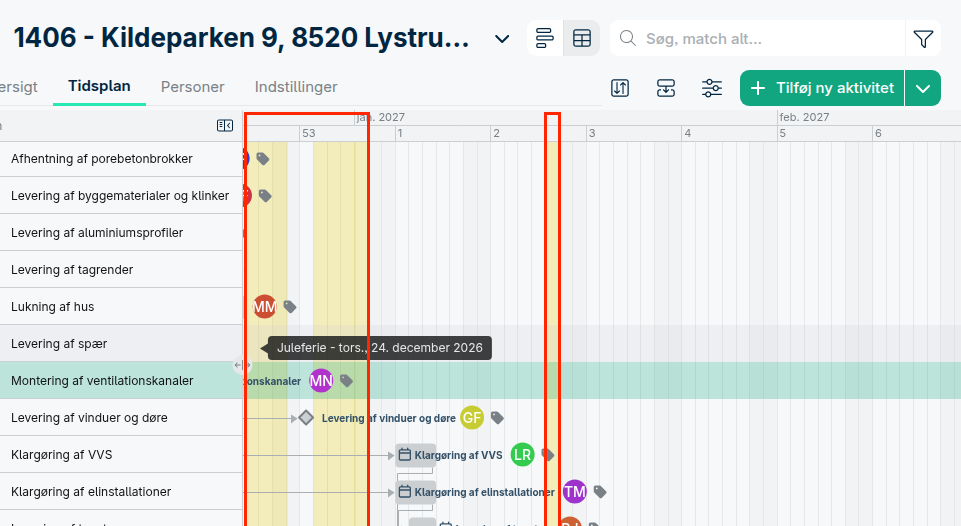 1406 - Kildeparken 9, 8520 Lystru...
Søg, match alt...
ersigt
Tidsplan
Personer
Indstillinger
Tilføj ny aktivitet
jan. 2027
feb. 2027
53
1
2
3
4
5
6
Afhentning af porebetonbrokker
Levering af byggematerialer og klinker
Levering af aluminiumsprofiler
Levering af tagrender
Lukning af hus
MM
Levering af spær
Juleferie - tors., 24. december 2026
Montering af ventilationskanaler
onskanaler
MN
Levering af vinduer og døre
Levering af vinduer og døre
GF
Klargøring af VVS
Klargøring af VVS
LR
Klargøring af elinstallationer
Klargøring af elinstallationer
TM